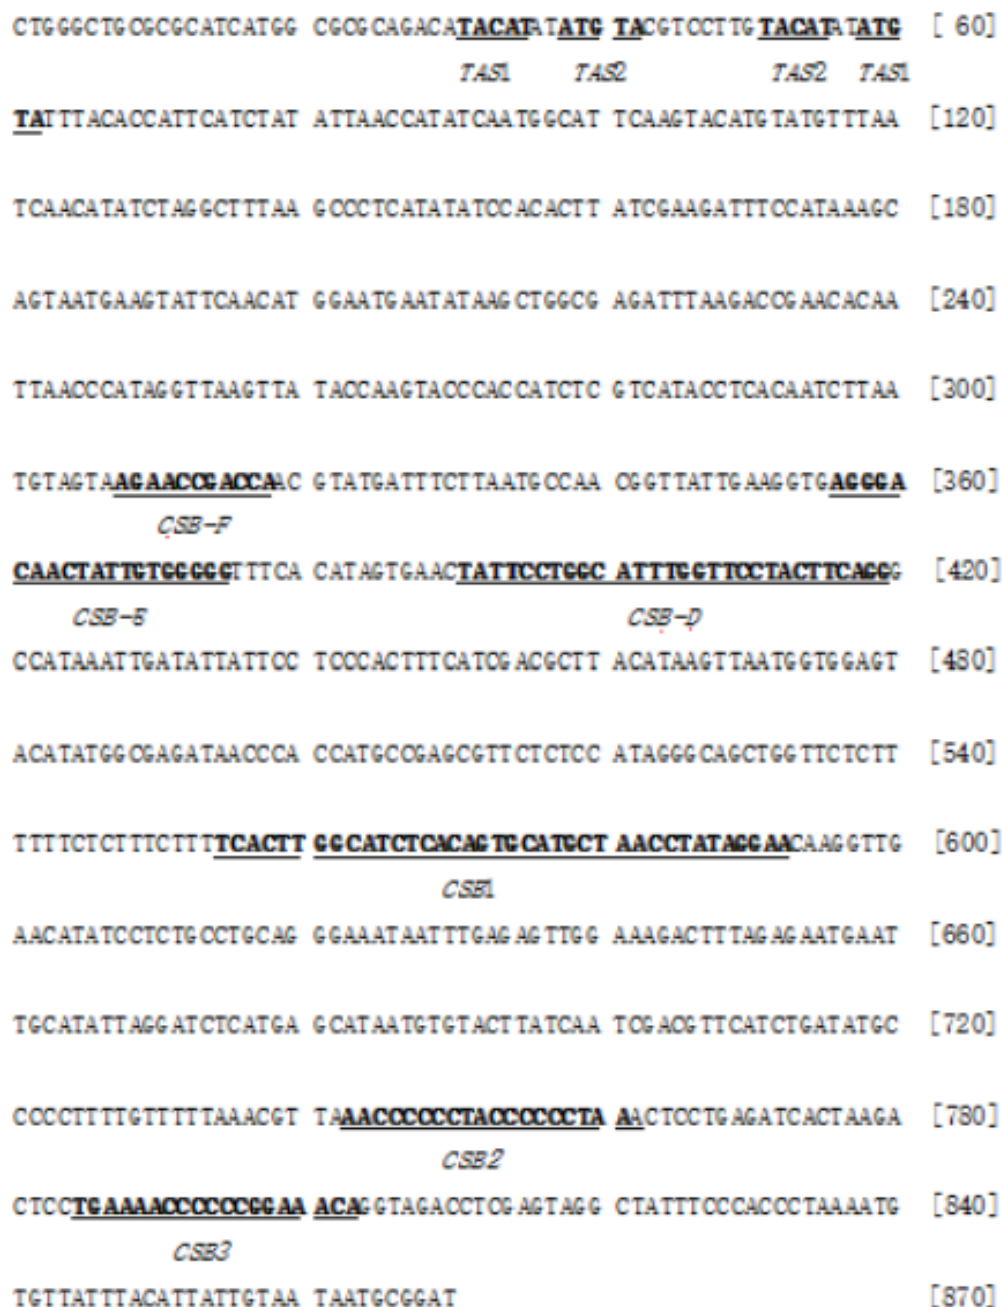 CTGGGCTGCGCGCATCATGG CGCGCAGACATACATATATG TACGTCCTTGTACATATATG [ 60]
TAS1 TAS2 TAS2 TAS1
TATTTACACCATTCATCTAT ATTAACCATATCAATGGCAT TCAAGTACATGTATGTTTAA [120]
TCAACATATCTAGGCTTTAA GCCCTCATATATCCACACTT ATCGAAGATTTCCATAAAGC [180]
AGTAATGAAGTATTCAACAT GGAATGAATATAAGCTGGCG AGATTTAAGACCGAACACAA [240]
TTAACCCATAGGTTAAGTTA TACCAAGTACCCACCATCTC GTCATACCTCACAATCTTAA [300]
TGTAGTAAGAACCGACCAAC GTATGATTTCTTAATGCCAA CGGTTATTGAAGGTGAGGGA [360]
CSB-F
CAACTATTGTGGGGGTTTCA CATAGTGAACTATTCCTGGC ATTTGGTTCCTACTTCAGGG [420]
CSB-E CSB-D
CCATAAATTGATATTATTCC TCCCACTTTCATCGACGCTT ACATAAGTTAATGGTGGAGT [480]
ACATATGGCGAGATAACCCA CCATGCCGAGCGTTCTCTCC ATAGGGCAGCTGGTTCTCTT [540]
TTTTCTCTTTCTTTTCACTT GGCATCTCACAGTGCATGCT AACCTATAGGAACAAGGTTG [600]
CSB1
AACATATCCTCTGCCTGCAG GGAAATAATTTGAGAGTTGG AAAGACTTTAGAGAATGAAT [660]
TGCATATTAGGATCTCATGA GCATAATGTGTACTTATCAA TCGACGTTCATCTGATATGC [720]
CCCCTTTTGTTTTTAAACGT TAAACCCCCCTACCCCCCTA AACTCCTGAGATCACTAAGA [780]
CSB2
CTCCTGAAAACCCCCCGGAA ACAGGTAGACCTCGAGTAGG CTATTTCCCACCCTAAAATG [840]
CSB3
TGTTATTTACATTATTGTAA TAATGCGGAT [870]